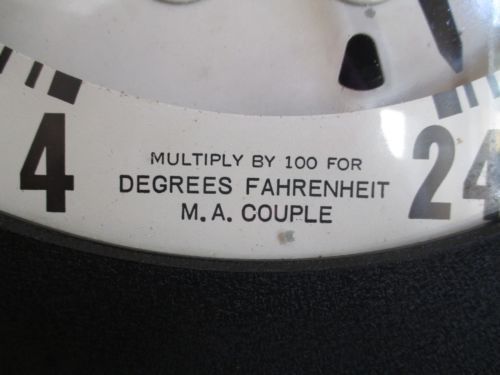 4
MULTIPLY BY 100 FOR
DEGREES FAHRENHEIT
M.A. COUPLE
24